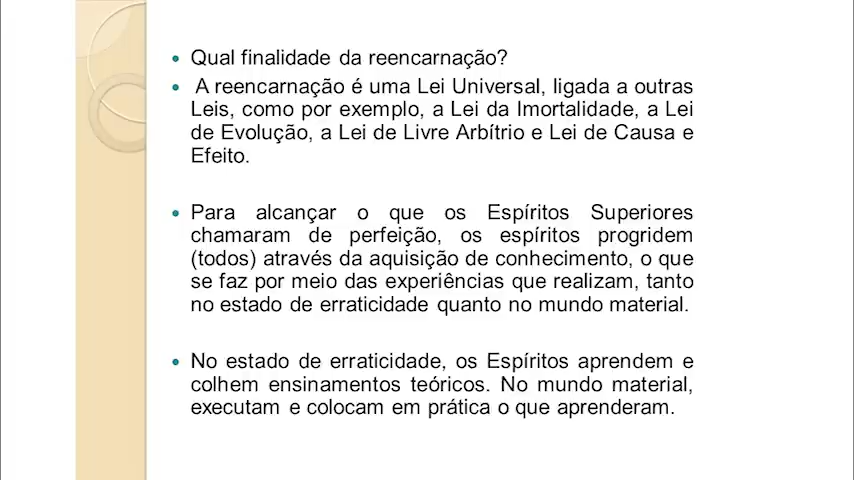 • Qual finalidade da reencarnação?
• A reencarnação é uma Lei Universal, ligada a outras
Leis, como por exemplo, a Lei da Imortalidade, a Lei
de Evolução, a Lei de Livre Arbítrio e Lei de Causa e
Efeito.
• Para alcançar o que os Espíritos Superiores
chamaram de perfeição, os espíritos progridem
(todos) através da aquisição de conhecimento, o que
se faz por meio das experiências que realizam, tanto
no estado de erraticidade quanto no mundo material.
• No estado de erraticidade, os Espíritos aprendem e
colhem ensinamentos teóricos. No mundo material,
executam e colocam em prática o que aprenderam.